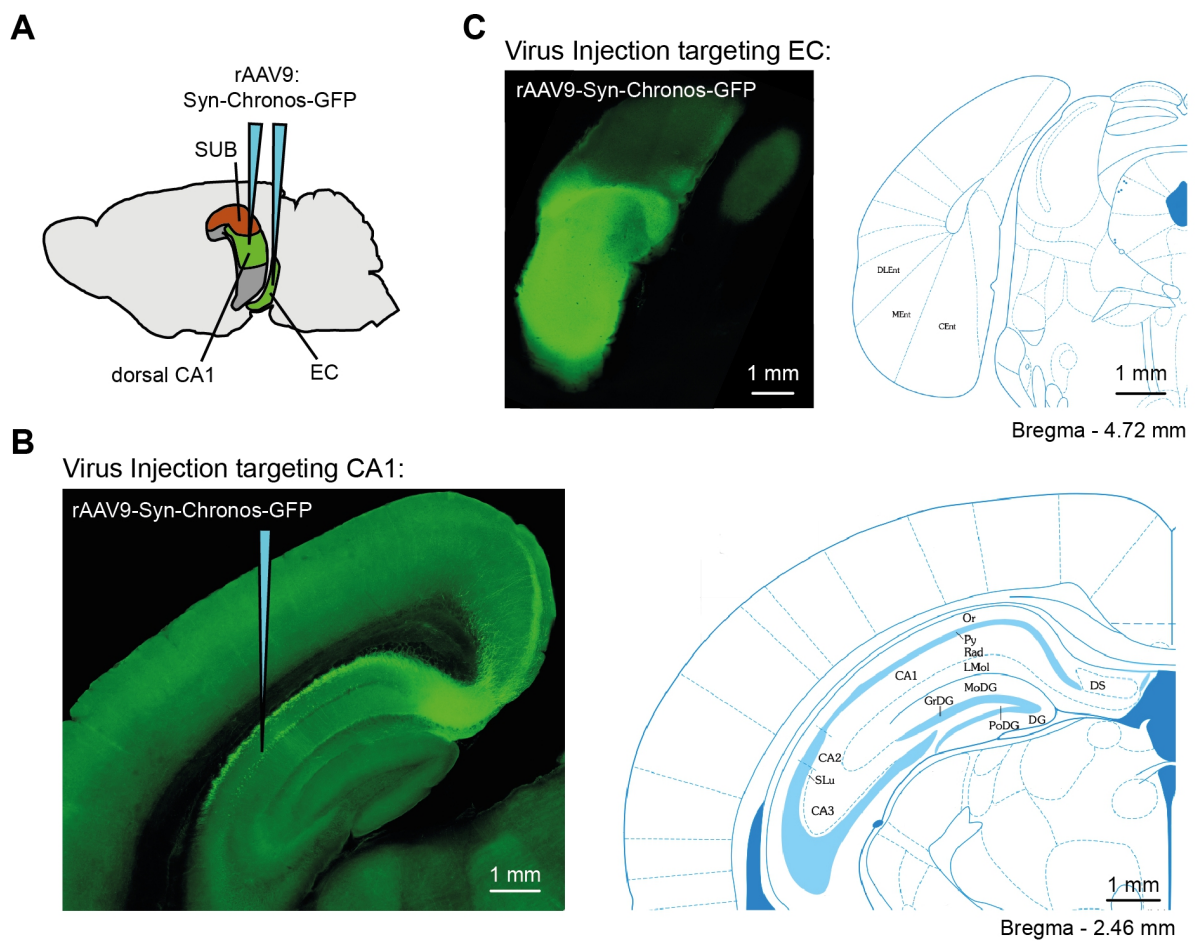 A
rAAV9:
Syn-Chronos-GFP
SUB
dorsal CA1
EC
C
Virus Injection targeting EC:
rAAV9-Syn-Chronos-GFP
1 mm
DLEnt
MEnt
CEnt
1 mm
Bregma - 4.72 mm
B
Virus Injection targeting CA1:
rAAV9-Syn-Chronos-GFP
1 mm
Or
Py
Rad
LMol
CA1
MoDG
DS
GrDG
PoDG
DG
CA2
SLu
CA3
1 mm
Bregma - 2.46 mm